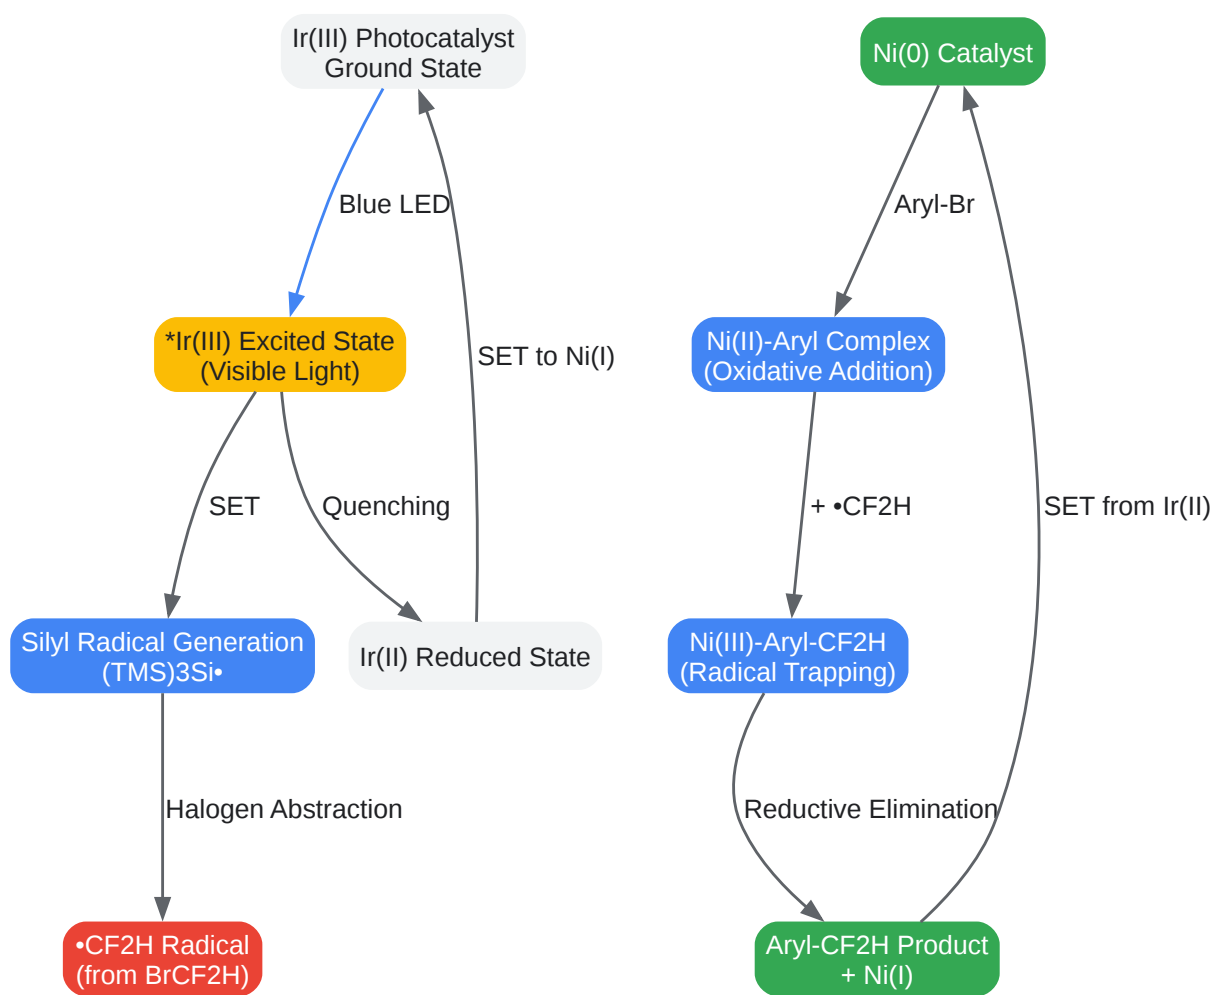 Ir(III) Photocatalyst
Ground State
Ni(0) Catalyst
Blue LED
Aryl-Br
*Ir(III) Excited State
(Visible Light)
SET to Ni(I)
Ni(II)-Aryl Complex
(Oxidative Addition)
SET
Quenching
+ •CF2H
SET from Ir(II)
Silyl Radical Generation
(TMS)3Si•
Ir(II) Reduced State
Ni(III)-Aryl-CF2H
(Radical Trapping)
Halogen Abstraction
Reductive Elimination
•CF2H Radical
(from BrCF2H)
Aryl-CF2H Product
+ Ni(I)